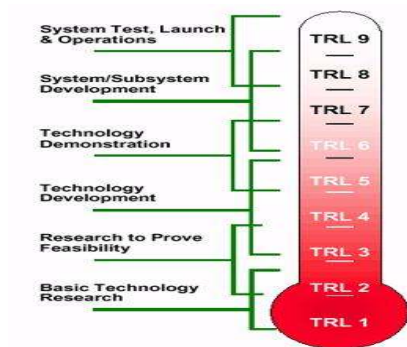 System Test, Launch
& Operations
System/Subsystem
Development
Technology
Demonstration
Technology
Development
Research to Prove
Feasibility
Basic Technology
Research
TRL 9
TRL 8
TRL 7
TRL 6
TRL 5
TRL 4
TRL 3
TRL 2
TRL 1